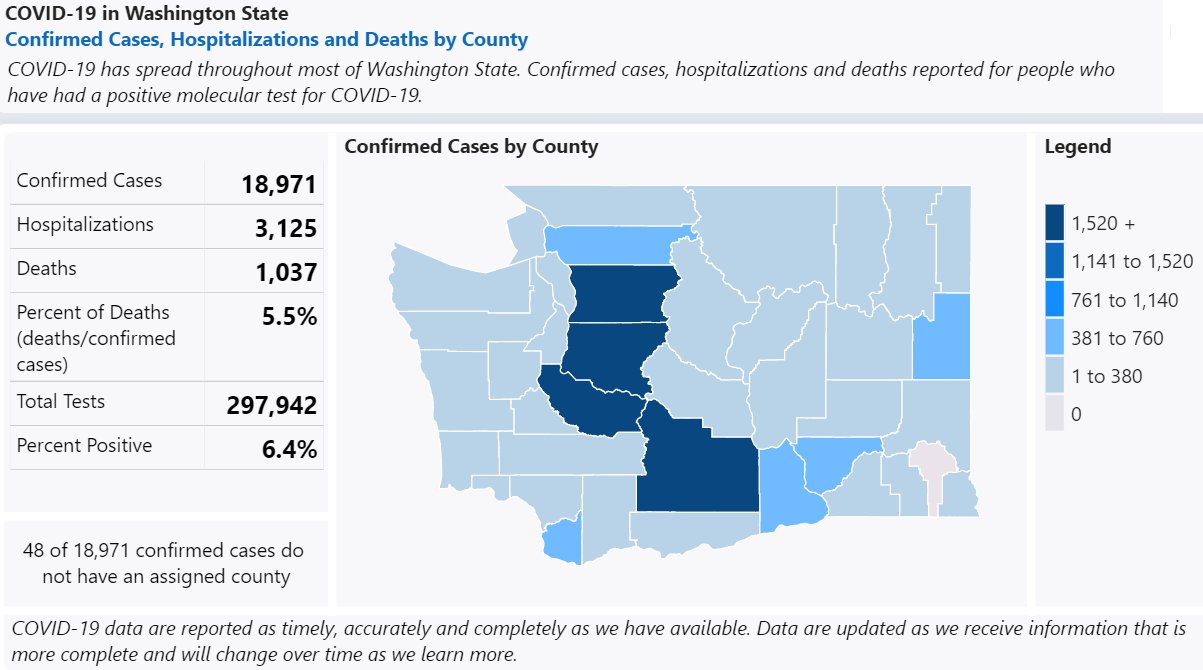 COVID-19 in Washington State
Confirmed Cases, Hospitalizations and Deaths by County
COVID-19 has spread throughout most of Washington State. Confirmed cases, hospitalizations and deaths reported for people who
have had a positive molecular test for COVID-19.
Confirmed Cases 18,971
Hospitalizations 3,125
Deaths 1,037
Percent of Deaths 5.5%
(deaths/confirmed
cases)
Total Tests 297,942
Percent Positive 6.4%
48 of 18,971 confirmed cases do
not have an assigned county
Confirmed Cases by County
Legend
1,520 +
1,141 to 1,520
761 to 1,140
381 to 760
1 to 380
0
COVID-19 data are reported as timely, accurately and completely as we have available. Data are updated as we receive information that is
more complete and will change over time as we learn more.